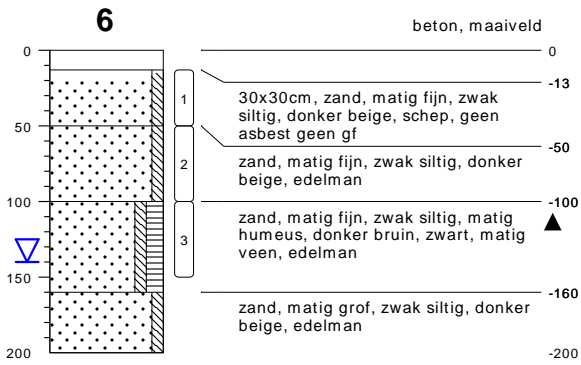 6
beton, maaiveld
0
0
-13
1
30x30cm, zand, matig fijn, zwak
siltig, donker beige, schep, geen
asbest geen gf
50
-50
2
zand, matig fijn, zwak siltig, donker
beige, edelman
100
-100
3
zand, matig fijn, zwak siltig, matig
humeus, donker bruin, zwart, matig
veen, edelman
150
-160
zand, matig grof, zwak siltig, donker
beige, edelman
200
-200